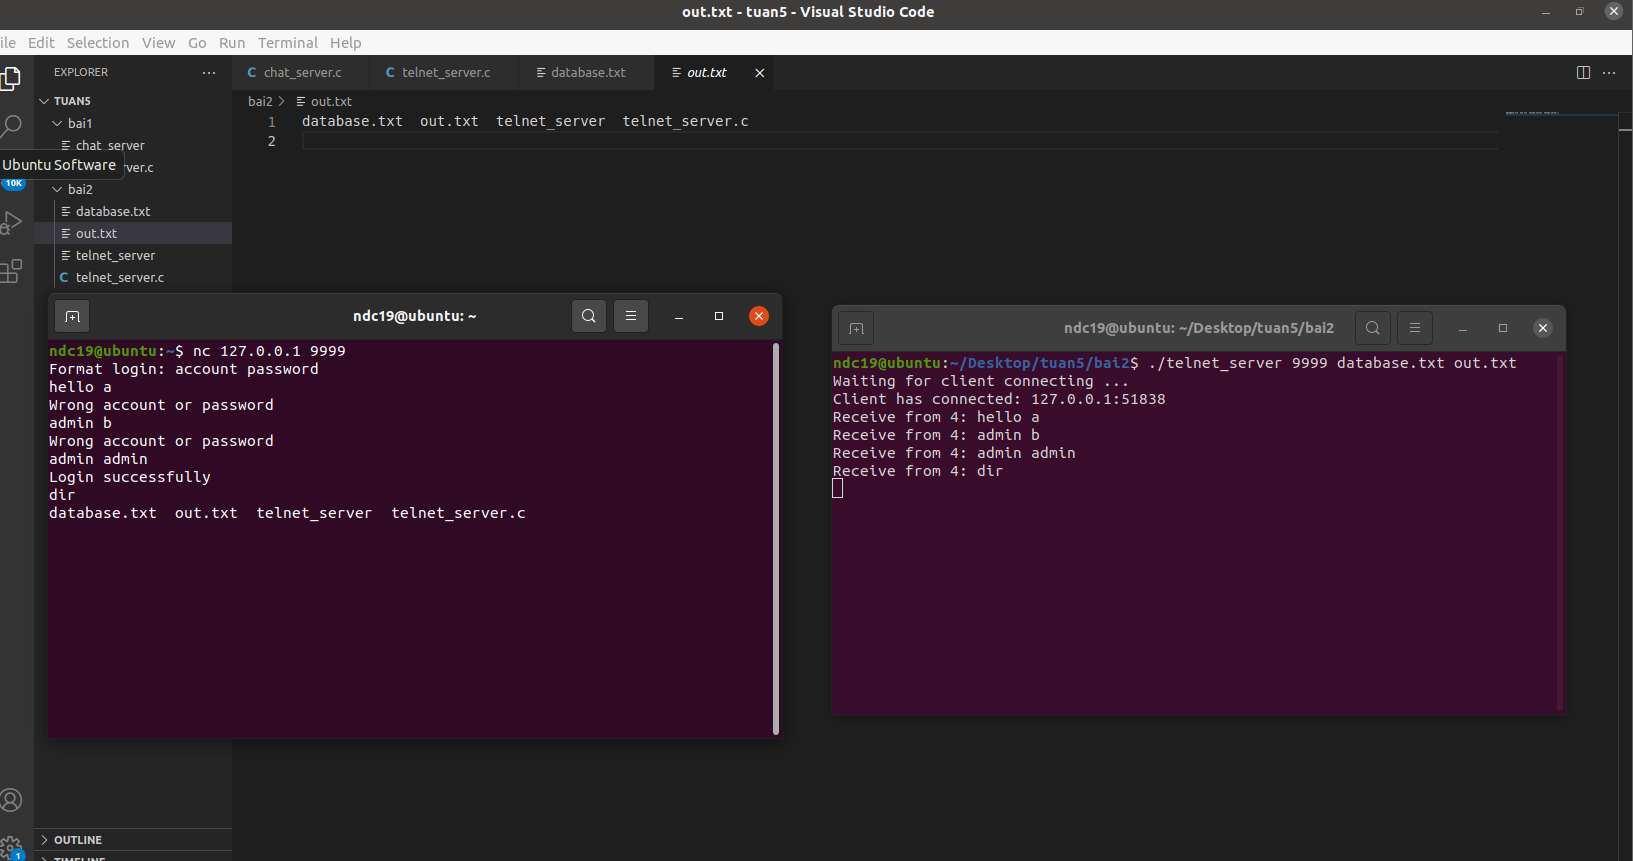 out.txt - tuan5 - Visual Studio Code
ile Edit Selection View Go Run Terminal Help
EXPLORER
chat_server.c telnet_server.c database.txt out.txt
TUAN5
bai2 > out.txt
bai1
1 database.txt out.txt telnet_server telnet_server.c
2
chat_server
Ubuntu Software
ver.c
10K
bai2
database.txt
out.txt
telnet_server
telnet_server.c
ndc19@ubuntu: ~
ndc19@ubuntu:~$ nc 127.0.0.1 9999
Format login: account password
hello a
Wrong account or password
admin b
Wrong account or password
admin admin
Login successfully
dir
database.txt out.txt telnet_server telnet_server.c
ndc19@ubuntu: ~/Desktop/tuan5/bai2
ndc19@ubuntu:~/Desktop/tuan5/bai2$ ./telnet_server 9999 database.txt out.txt
Waiting for client connecting ...
Client has connected: 127.0.0.1:51838
Receive from 4: hello a
Receive from 4: admin b
Receive from 4: admin admin
Receive from 4: dir
OUTLINE
1
TIMELINE